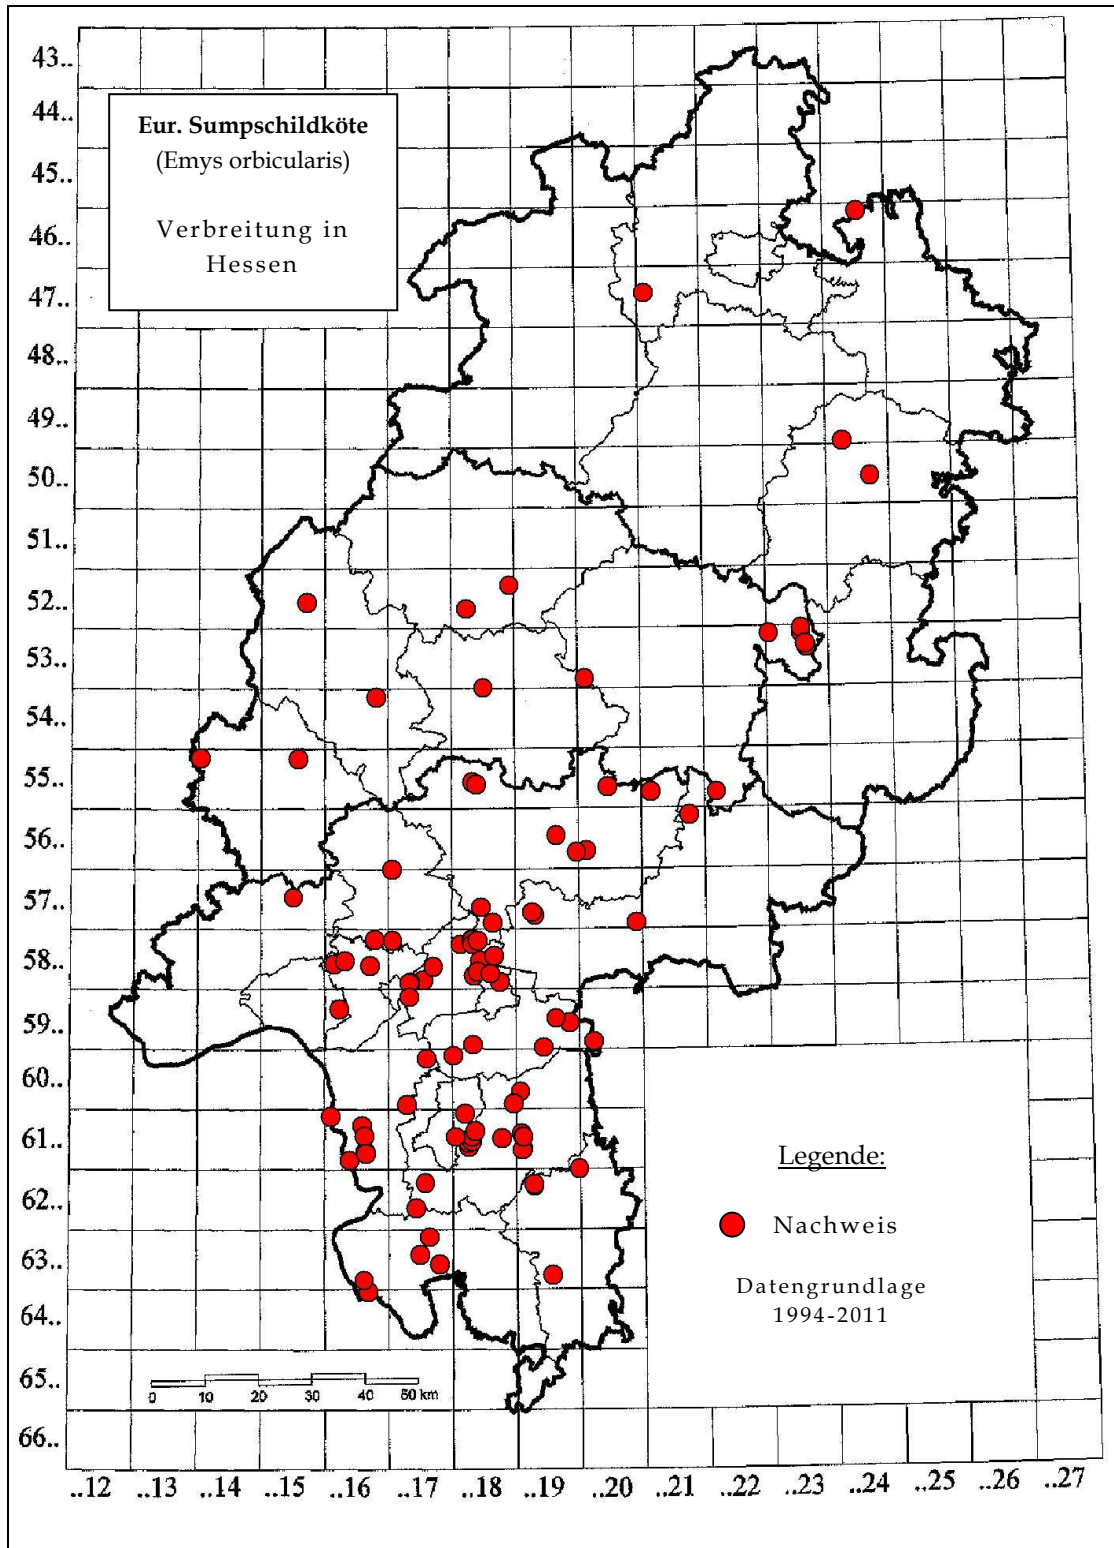 43..
44..
45..
46..
47..
48..
49..
50..
51..
52..
53..
54..
55..
56..
57..
58..
59..
60..
61..
62..
63..
64..
65..
66..
Eur. Sumpschildköte
(Emys orbicularis)
Verbreitung in
Hessen
Legende:
Nachweis
Datengrundlage
1994-2011
0 10 20 30 40 50 km
..12 ..13 ..14 ..15 ..16 ..17 ..18 ..19 ..20 ..21 ..22 ..23 ..24 ..25 ..26 ..27